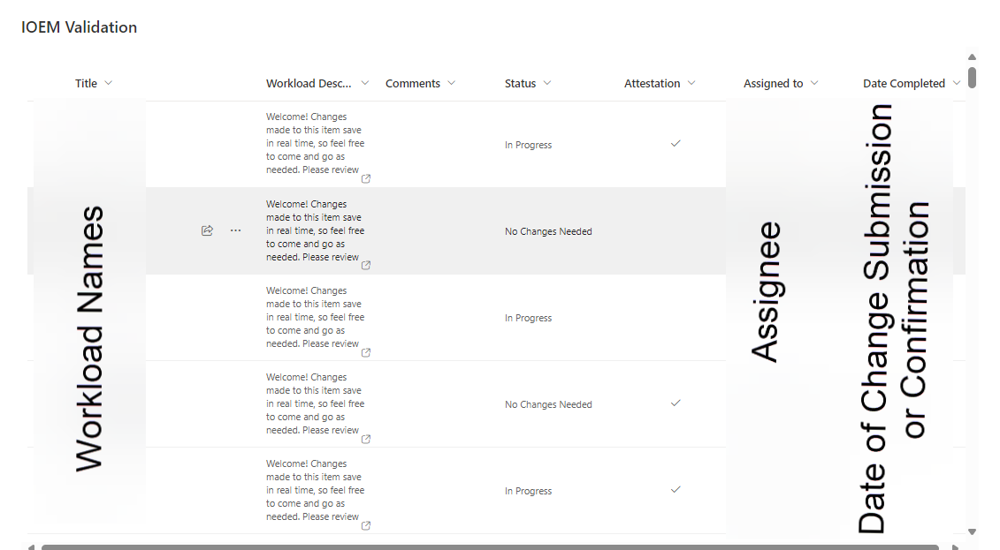 IOEM Validation
Title
Workload Desc...
Comments
Status
Attestation
Assigned to
Date Completed
Workload Names
Welcome! Changes
made to this item save
in real time, so feel free
to come and go as
needed. Please review
In Progress
Welcome! Changes
made to this item save
in real time, so feel free
to come and go as
needed. Please review
No Changes Needed
Welcome! Changes
made to this item save
in real time, so feel free
to come and go as
needed. Please review
In Progress
Welcome! Changes
made to this item save
in real time, so feel free
to come and go as
needed. Please review
No Changes Needed
Welcome! Changes
made to this item save
in real time, so feel free
to come and go as
needed. Please review
In Progress
Assignee
Date of Change Submission
or Confirmation